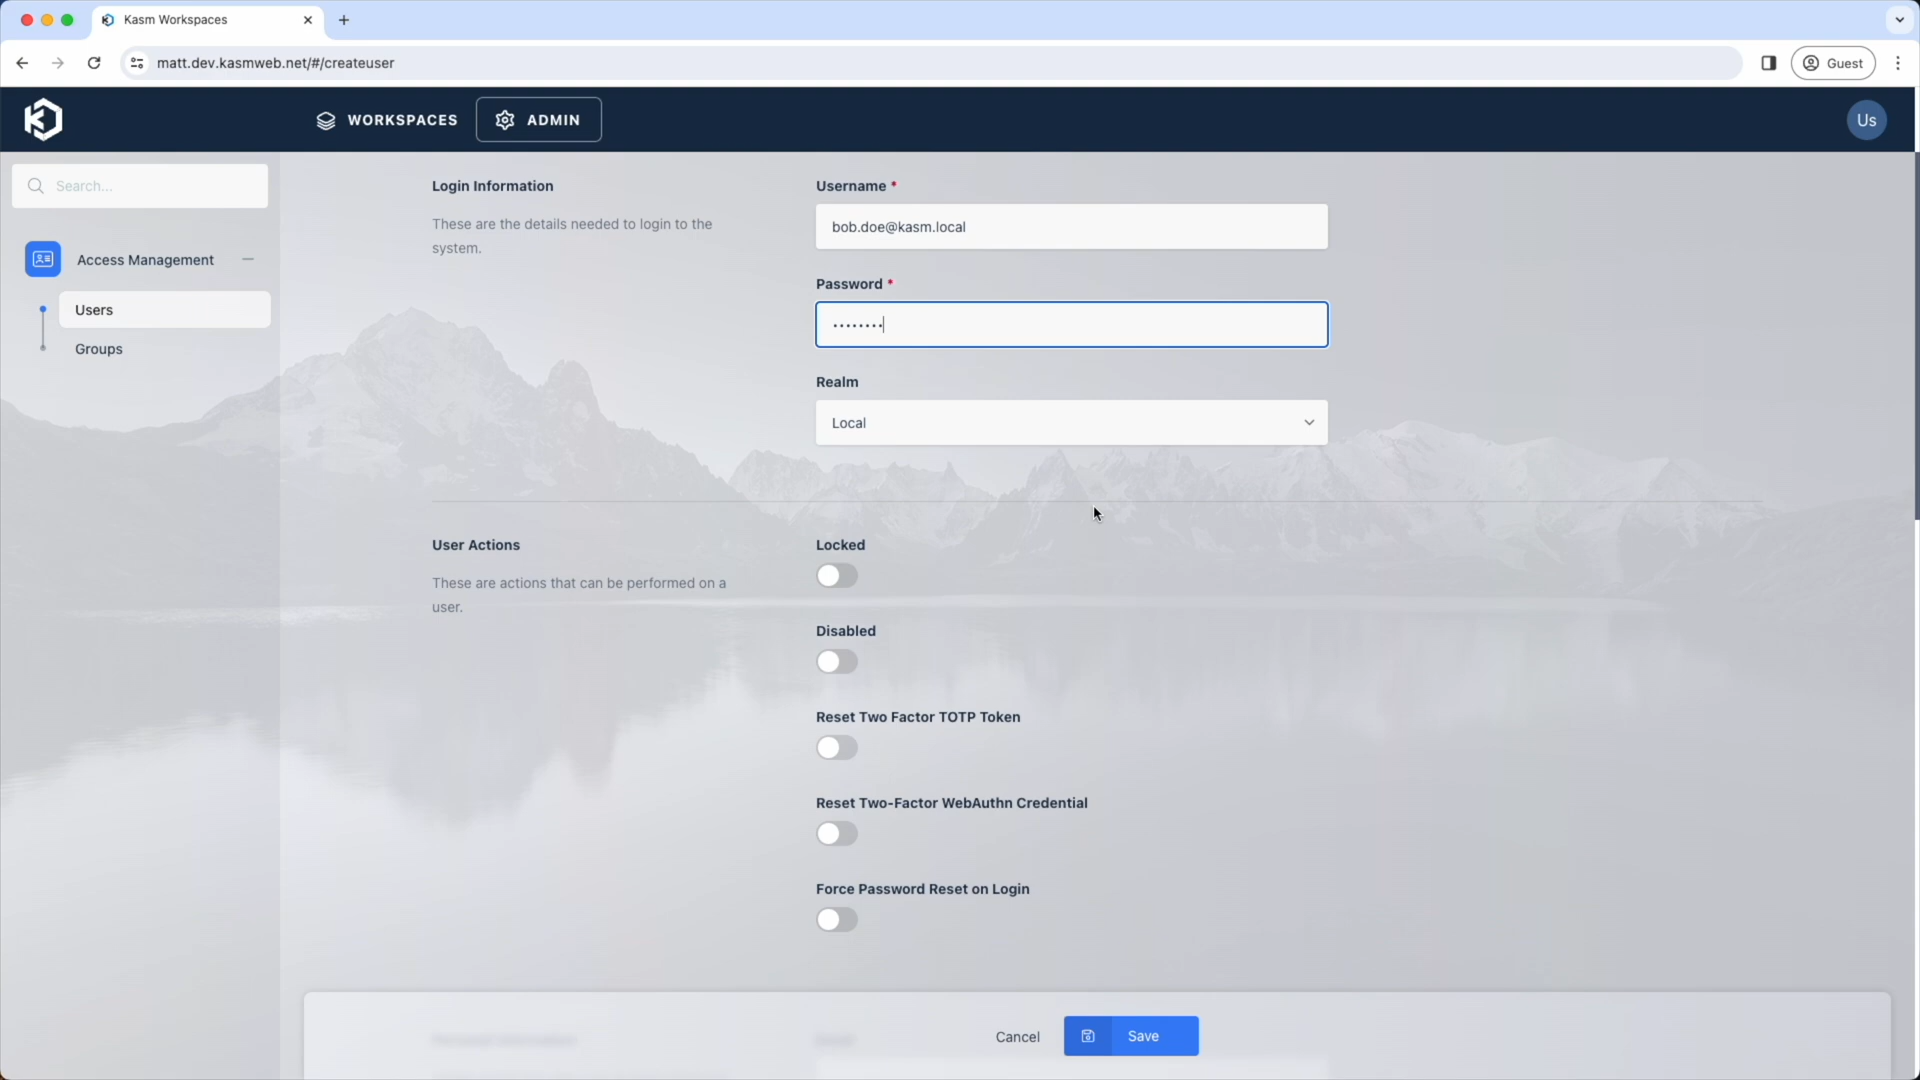 Kasm Workspaces
matt.dev.kasmweb.net/#/createuser
Guest
WORKSPACES
ADMIN
Us
Search...
Access Management
Users
Groups
Login Information
These are the details needed to login to the
system.
Username *
bob.doe@kasm.local
Password *
••••••••
Realm
Local
User Actions
These are actions that can be performed on a
user.
Locked
Disabled
Reset Two Factor TOTP Token
Reset Two-Factor WebAuthn Credential
Force Password Reset on Login
Cancel
Save